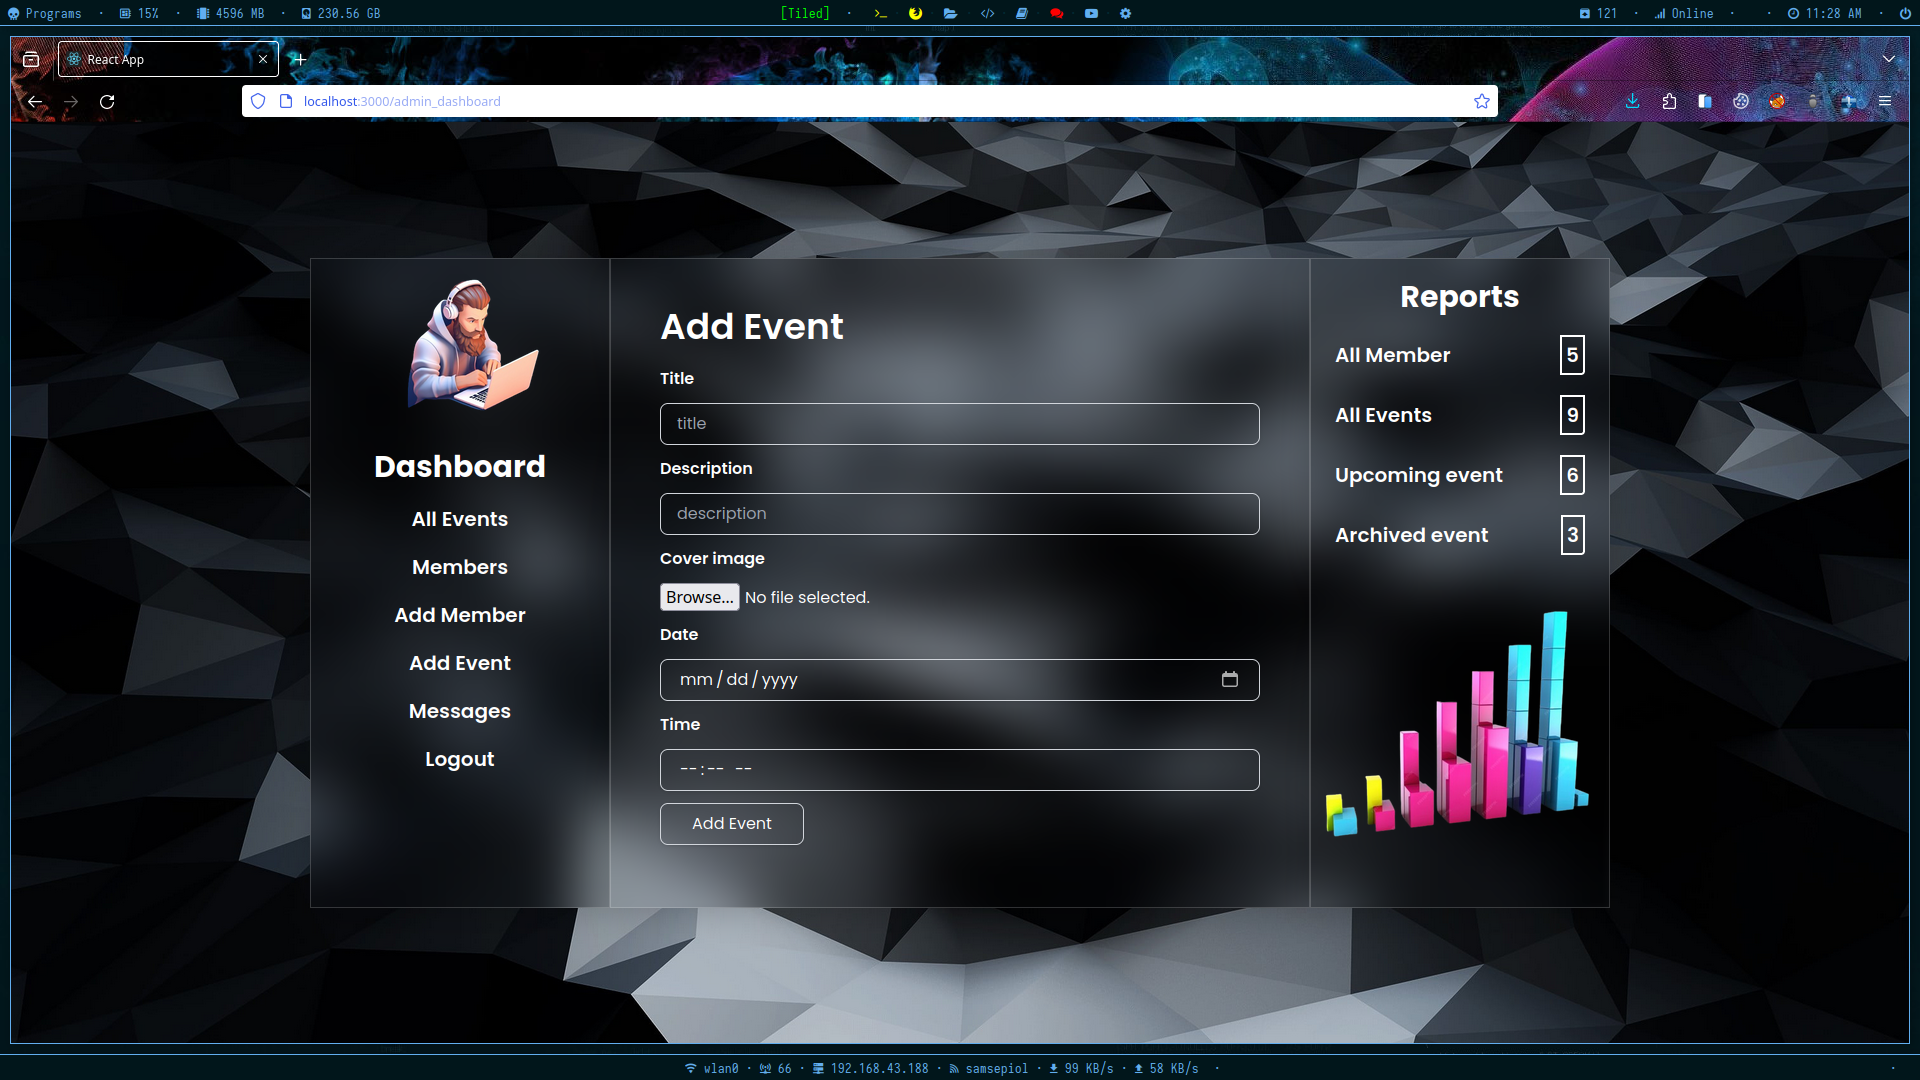 Programs · 15% · 4596 MB · 230.56 GB
[Tiled] ·
121 · Online · · 11:28 AM ·
React App
localhost:3000/admin_dashboard
Dashboard
All Events
Members
Add Member
Add Event
Messages
Logout
Add Event
Title
title
Description
description
Cover image
Browse... No file selected.
Date
mm / dd / yyyy
Time
--:-- --
Add Event
Reports
All Member 5
All Events 9
Upcoming event 6
Archived event 3
wlan0 · 66 · 192.168.43.188 · samsepiol · 99 KB/s · 58 KB/s ·